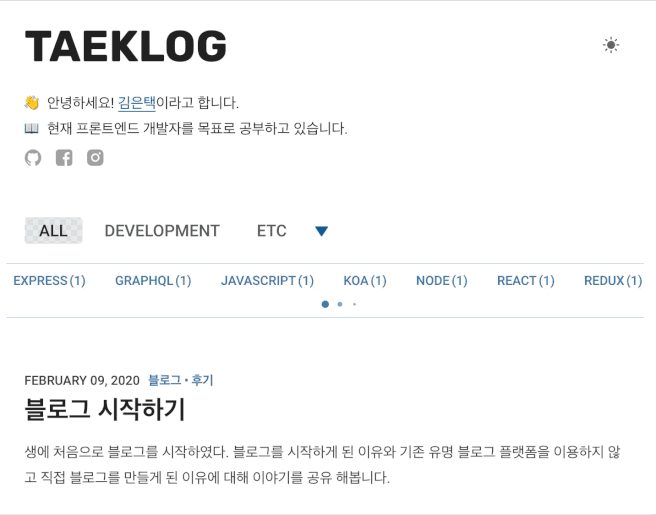 TAEKLOG
👋 안녕하세요! 김은택이라고 합니다.
📖 현재 프론트엔드 개발자를 목표로 공부하고 있습니다.
ALL DEVELOPMENT ETC
EXPRESS(1) GRAPHQL(1) JAVASCRIPT(1) KOA(1) NODE(1) REACT(1) REDUX(1)
FEBRUARY 09, 2020 블로그 • 후기
블로그 시작하기
생에 처음으로 블로그를 시작하였다. 블로그를 시작하게 된 이유와 기존 유명 블로그 플랫폼을 이용하지 않
고 직접 블로그를 만들게 된 이유에 대해 이야기를 공유 해봅니다.